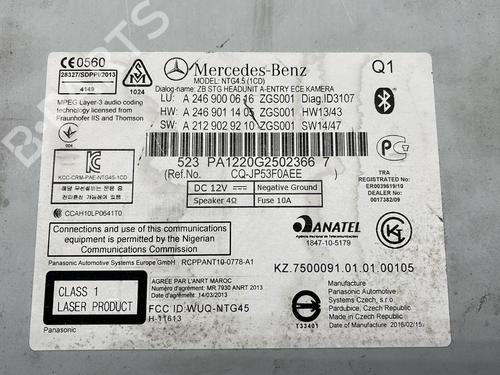 CE 0560
28327/SDPPI/2013
4149
1024
MPEG Layer-3 audio coding
technology licensed from
Fraunhofer IIS and Thomson
KCC-CRM-PAE-NTG45-1CD
CCAH10LP0641T0
Mercedes-Benz
MODEL: NTG4.5 (1CD)
Dialog-name: ZB STG HEADUNIT A-ENTRY ECE KAMERA
LU: A 246 900 06 16 ZGS001 Diag.ID3107
HW: A 246 901 14 05 ZGS001 HW13/43
SW: A 212 902 92 10 ZGS001 SW14/47
523 PA1220G2502366 7
(Ref.No. CQ-JP53F0AEE )
DC 12V Negative Ground
Speaker 4Ω Fuse 10A
Q1
TRA
REGISTERED No:
ER0039619/10
DEALER No:
0017382/09
Connections and use of this
communications equipment
is permitted by the Nigerian
Communications Commission
ANATEL
Agência Nacional de Telecomunicações
1847-10-5179
Panasonic Automotive Systems Europe GmbH RCPPANT10-0778-A1
KZ.7500091.01.01.00105
CLASS 1
LASER PRODUCT
Panasonic
AGREE PAR L'ANRT MAROC
Numéro d'agrément: MR 7930 ANRT 2013
Date d'agrément: 14/03/2013
FCC ID:WUQ-NTG45
H-11613
T33401
Manufacture
Panasonic Automotive
Systems Czech, s.r.o
Pardubice, Czech Republic
Date of Manufacture 2016/02/15
Made in Czech Republic